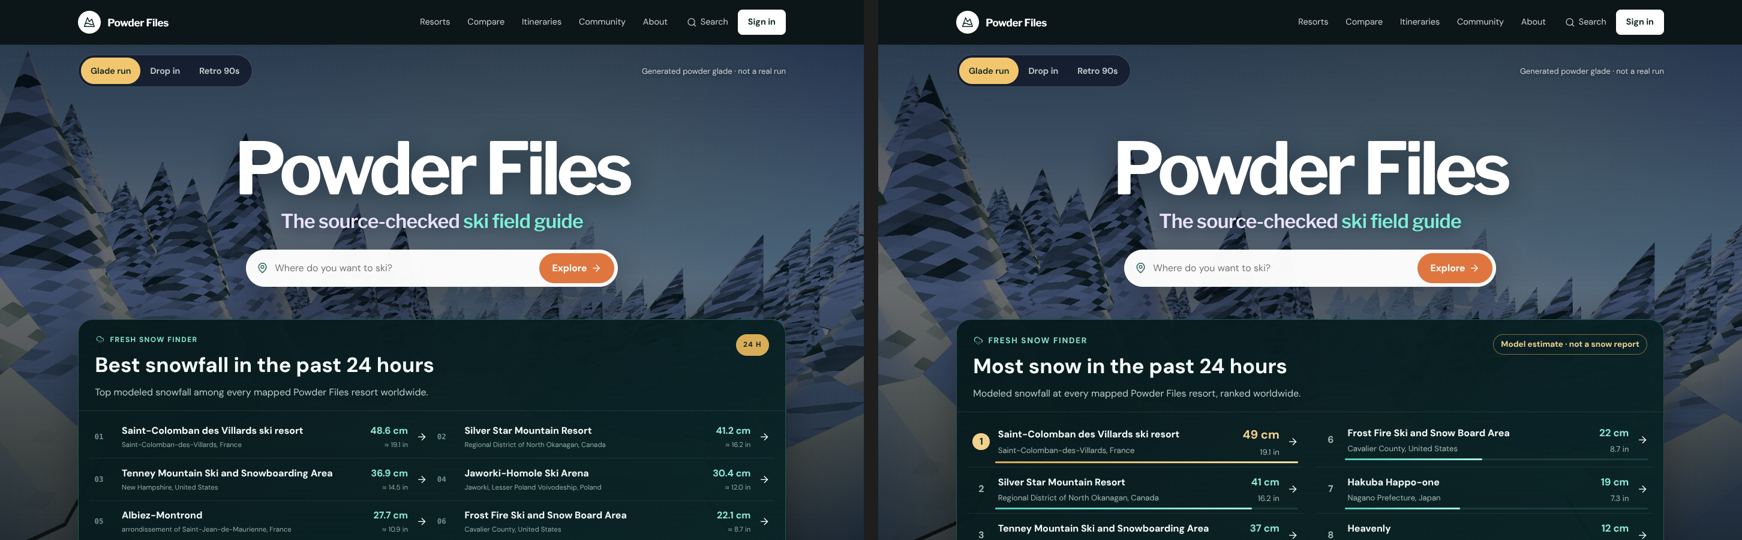 Powder Files
Resorts Compare Itineraries Community About Search Sign in
Glade run Drop in Retro 90s
Generated powder glade · not a real run
Powder Files
The source-checked ski field guide
Where do you want to ski? Explore →
FRESH SNOW FINDER
24 H
Best snowfall in the past 24 hours
Top modeled snowfall among every mapped Powder Files resort worldwide.
01 Saint-Colomban des Villards ski resort 48.6 cm →
Saint-Colomban-des-Villards, France ≈ 19.1 in
02 Silver Star Mountain Resort 41.2 cm →
Regional District of North Okanagan, Canada ≈ 16.2 in
03 Tenney Mountain Ski and Snowboarding Area 36.9 cm →
New Hampshire, United States ≈ 14.5 in
04 Jaworki-Homole Ski Arena 30.4 cm →
Jaworki, Lesser Poland Voivodeship, Poland ≈ 12.0 in
05 Albiez-Montrond 27.7 cm →
arrondissement of Saint-Jean-de-Maurienne, France ≈ 10.9 in
06 Frost Fire Ski and Snow Board Area 22.1 cm →
Cavalier County, United States ≈ 8.7 in
Powder Files
Resorts Compare Itineraries Community About Search Sign in
Glade run Drop in Retro 90s
Generated powder glade · not a real run
Powder Files
The source-checked ski field guide
Where do you want to ski? Explore →
FRESH SNOW FINDER
Model estimate · not a snow report
Most snow in the past 24 hours
Modeled snowfall at every mapped Powder Files resort, ranked worldwide.
1 Saint-Colomban des Villards ski resort 49 cm →
Saint-Colomban-des-Villards, France 19.1 in
2 Silver Star Mountain Resort 41 cm →
Regional District of North Okanagan, Canada 16.2 in
3 Tenney Mountain Ski and Snowboarding Area 37 cm →
6 Frost Fire Ski and Snow Board Area 22 cm →
Cavalier County, United States 8.7 in
7 Hakuba Happo-one 19 cm →
Nagano Prefecture, Japan 7.3 in
8 Heavenly 12 cm →